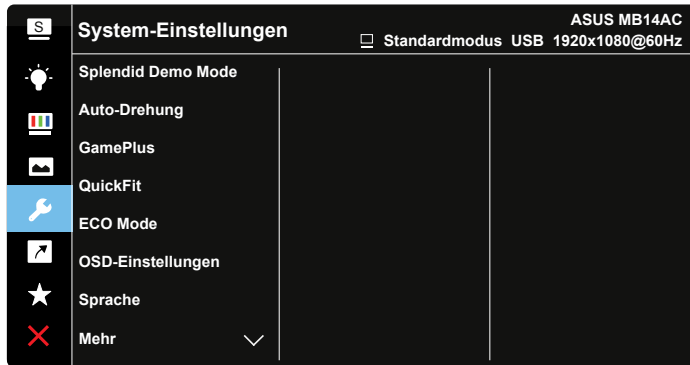 S
System-Einstellungen
ASUS MB14AC
Standardmodus USB 1920x1080@60Hz
Splendid Demo Mode
Auto-Drehung
GamePlus
QuickFit
ECO Mode
OSD-Einstellungen
Sprache
Mehr